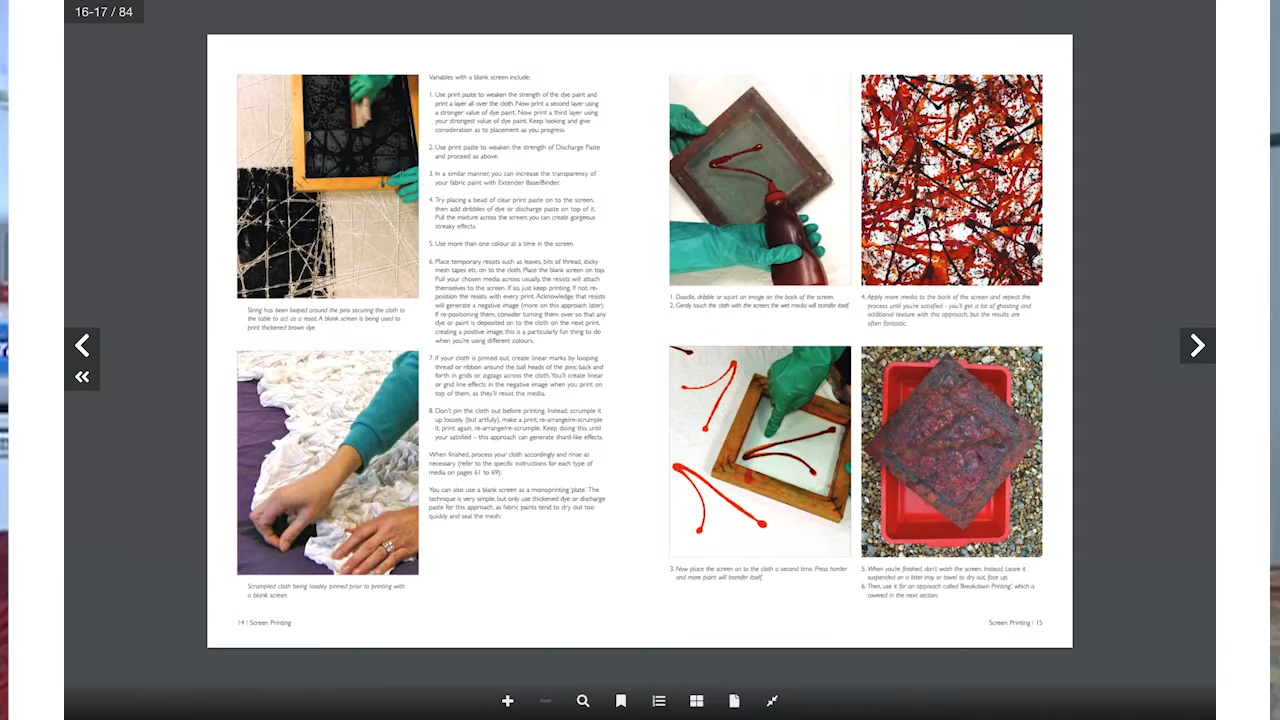 16-17 / 84
Variables with a blank screen include:
1. Use print paste to weaken the strength of the dye paint and
print a layer all over the cloth. Now print a second layer using
a stronger value of dye paint. Now print a third layer using
your strongest value of dye paint. Keep looking and give
consideration as to placement as you progress.
2. Use print paste to weaken the strength of Discharge Paste
and proceed as above.
3. In a similar manner, you can increase the transparency of
your fabric paint with Extender Base/Binder.
4. Try placing a bead of clear print paste on to the screen,
then add dribbles of dye or discharge paste on top of it.
Pull the mixture across the screen; you can create gorgeous
streaky effects.
5. Use more than one colour at a time in the screen.
6. Place temporary resists such as leaves, bits of thread, sticky
mesh tapes etc. on to the cloth. Place the blank screen on top.
Pull your chosen media across; usually, the resists will attach
themselves to the screen. If so, just keep printing. If not, re-
position the resists with every print. Acknowledge that resists
will generate a negative image (more on this approach later).
If re-positioning them, consider turning them over so that any
dye or paint is deposited on to the cloth on the next print,
creating a positive image; this is a particularly fun thing to do
when you're using different colours.
7. If your cloth is pinned out, create linear marks by looping
thread or ribbon around the ball heads of the pins; back and
forth in grids or zigzags across the cloth. You'll create linear
or grid line effects in the negative image when you print on
top of them, as they'll resist the media.
8. Don't pin the cloth out before printing. Instead, scrumple it
up loosely (but artfully), make a print, re-arrange/re-scrumple
it, print again, re-arrange/re-scrumple. Keep doing this until
your satisfied – this approach can generate shard-like effects.
When finished, process your cloth accordingly and rinse as
necessary (refer to the specific instructions for each type of
media on pages 61 to 69).
You can also use a blank screen as a monoprinting 'plate'. The
technique is very simple, but only use thickened dye or discharge
paste for this approach, as fabric paints tend to dry out too
quickly and seal the mesh:
String has been looped around the pins securing the cloth to
the table to act as a resist. A blank screen is being used to
print thickened brown dye
Scrumpled cloth being loosley pinned prior to printing with
a blank screen
14 | Screen Printing
1. Doodle, dribble or squirt on an image on the back of the screen.
2. Gently touch the cloth with the screen; the wet media will transfer itself.
4. Apply more media to the back of the screen and repeat the
process until you're satisfied - you'll get a lot of ghosting and
additional texture with this approach, but the results are
often fantastic.
3. Now place the screen on to the cloth a second time. Press harder
and more paint will transfer itself.
5. When you're finished, don't wash the screen. Instead. Leave it
suspended on a litter tray or towel to dry out, face up.
6. Then, use it for an approach called 'Breakdown Printing', which is
covered in the next section.
Screen Printing | 15